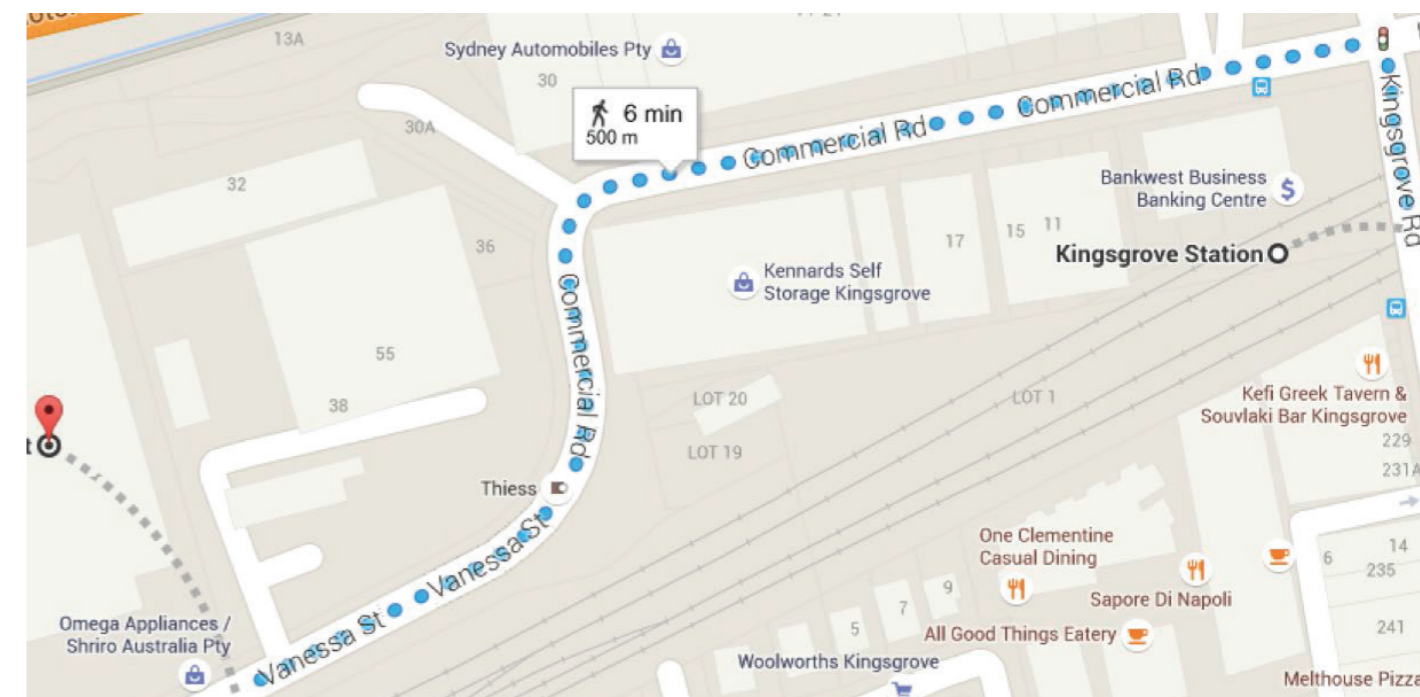 13A
Sydney Automobiles Pty
30
6 min
500 m
30A
Commercial Rd
Commercial Rd
Kingsgrove Rd
32
Bankwest Business
Banking Centre
36
17
15
11
Kingsgrove Station
Kennards Self
Storage Kingsgrove
Commercial Rd
55
38
LOT 20
LOT 1
Kefi Greek Tavern &
Souvlaki Bar Kingsgrove
229
231A
LOT 19
Thiess
Vanessa St
One Clementine
Casual Dining
14
6
235
9
Sapore Di Napoli
7
5
241
All Good Things Eatery
Omega Appliances /
Shriro Australia Pty
Vanessa St
Woolworths Kingsgrove
Melthouse Pizza